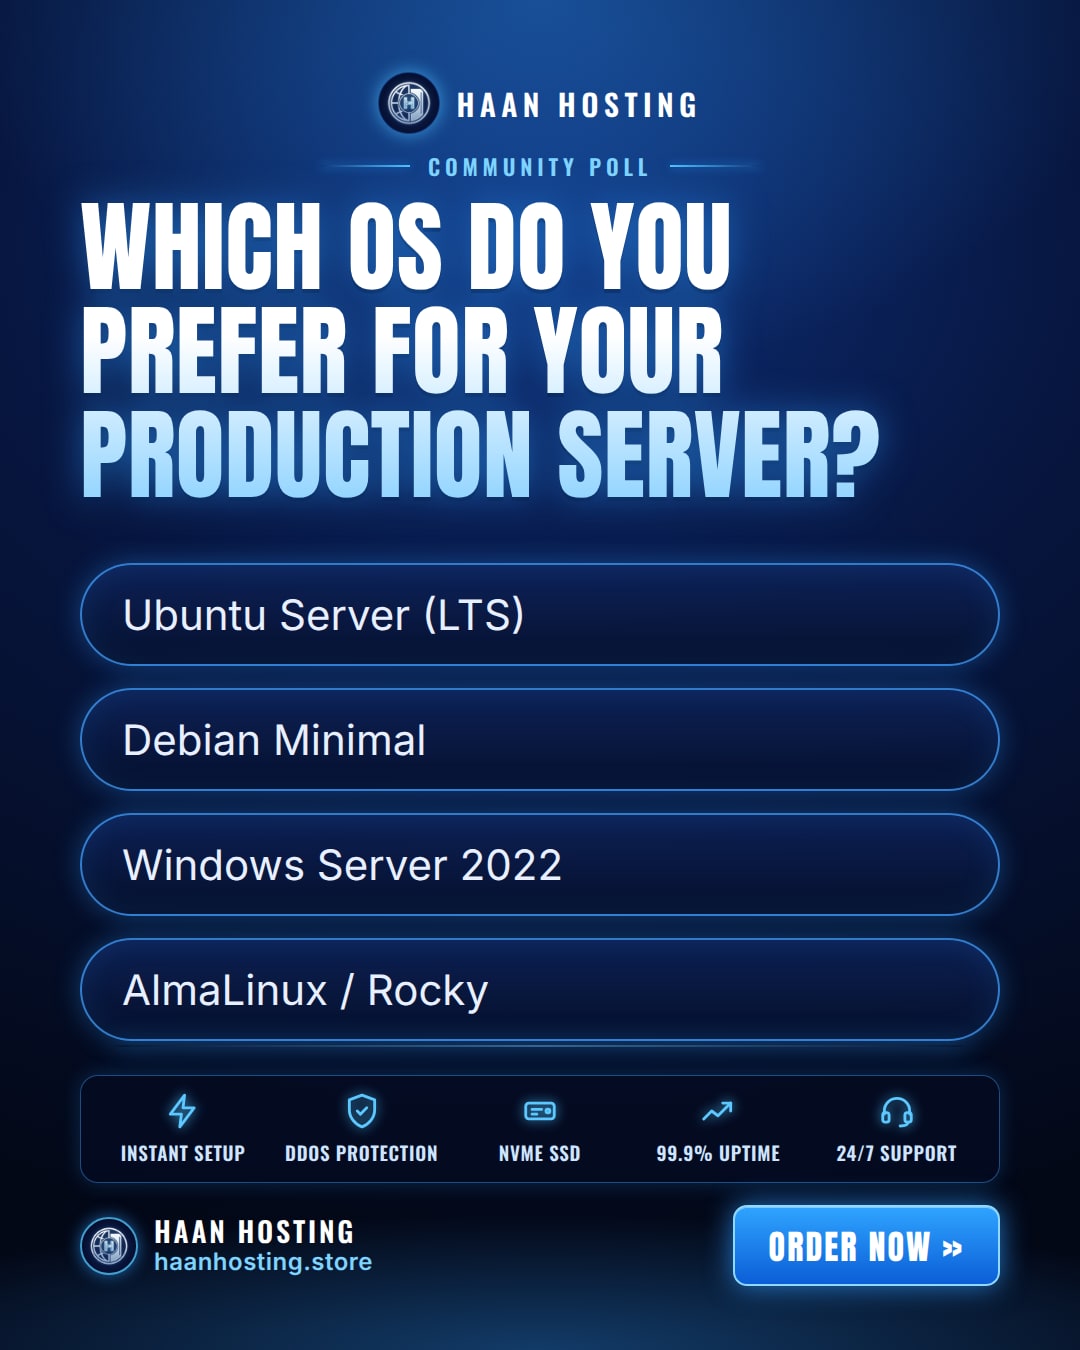 HAAN HOSTING
COMMUNITY POLL
WHICH OS DO YOU
PREFER FOR YOUR
PRODUCTION SERVER?
Ubuntu Server (LTS)
Debian Minimal
Windows Server 2022
AlmaLinux / Rocky
INSTANT SETUP
DDOS PROTECTION
NVME SSD
99.9% UPTIME
24/7 SUPPORT
HAAN HOSTING
haanhosting.store
ORDER NOW »